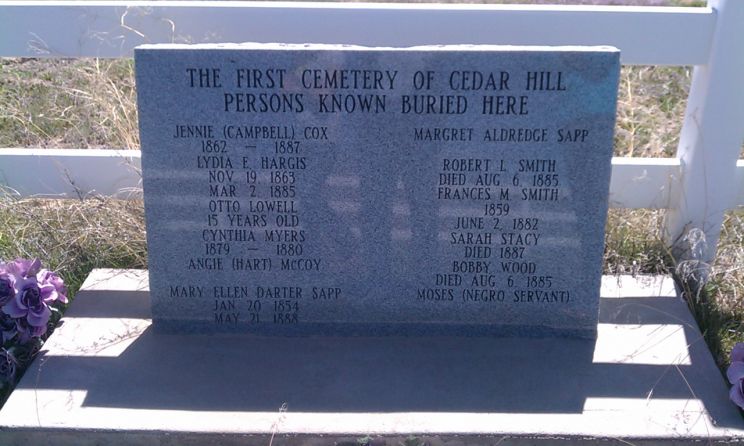 THE FIRST CEMETERY OF CEDAR HILL
PERSONS KNOWN BURIED HERE
JENNIE (CAMPBELL) COX
1862 — 1887
LYDIA E. HARGIS
NOV 19 1863
MAR 2 1885
OTTO LOWELL
15 YEARS OLD
CYNTHIA MYERS
1879 — 1880
ANGIE (HART) McCOY
MARY ELLEN DARTER SAPP
JAN 20 1854
MAY 21 1888
MARGRET ALDREDGE SAPP
ROBERT L. SMITH
DIED AUG 6, 1885
FRANCES M. SMITH
1859
JUNE 2, 1882
SARAH STACY
DIED 1887
BOBBY WOOD
DIED AUG 6, 1885
MOSES (NEGRO SERVANT)